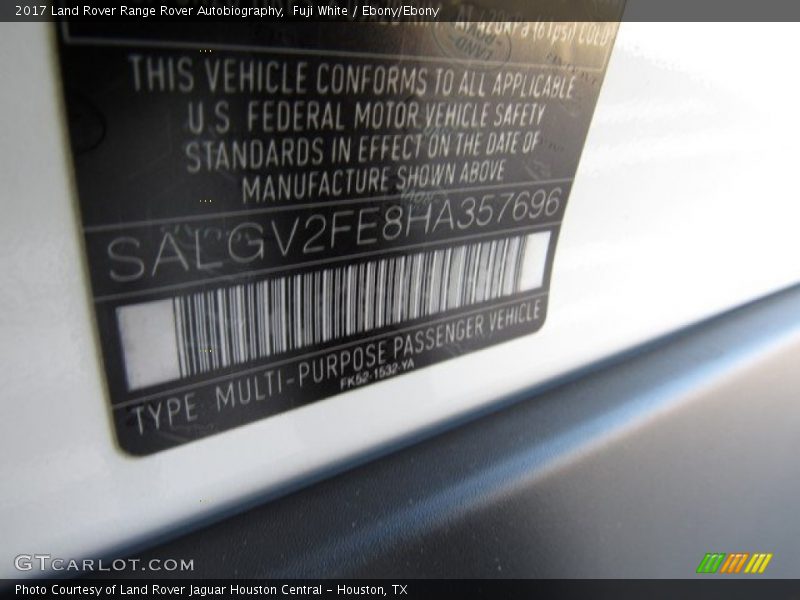 2017 Land Rover Range Rover Autobiography, Fuji White / Ebony/Ebony
THIS VEHICLE CONFORMS TO ALL APPLICABLE
U.S FEDERAL MOTOR VEHICLE SAFETY
STANDARDS IN EFFECT ON THE DATE OF
MANUFACTURE SHOWN ABOVE
SALGV2FE8HA357696
TYPE MULTI-PURPOSE PASSENGER VEHICLE
FK52-1532-YA
GTCARLOT.COM
Photo Courtesy of Land Rover Jaguar Houston Central - Houston, TX